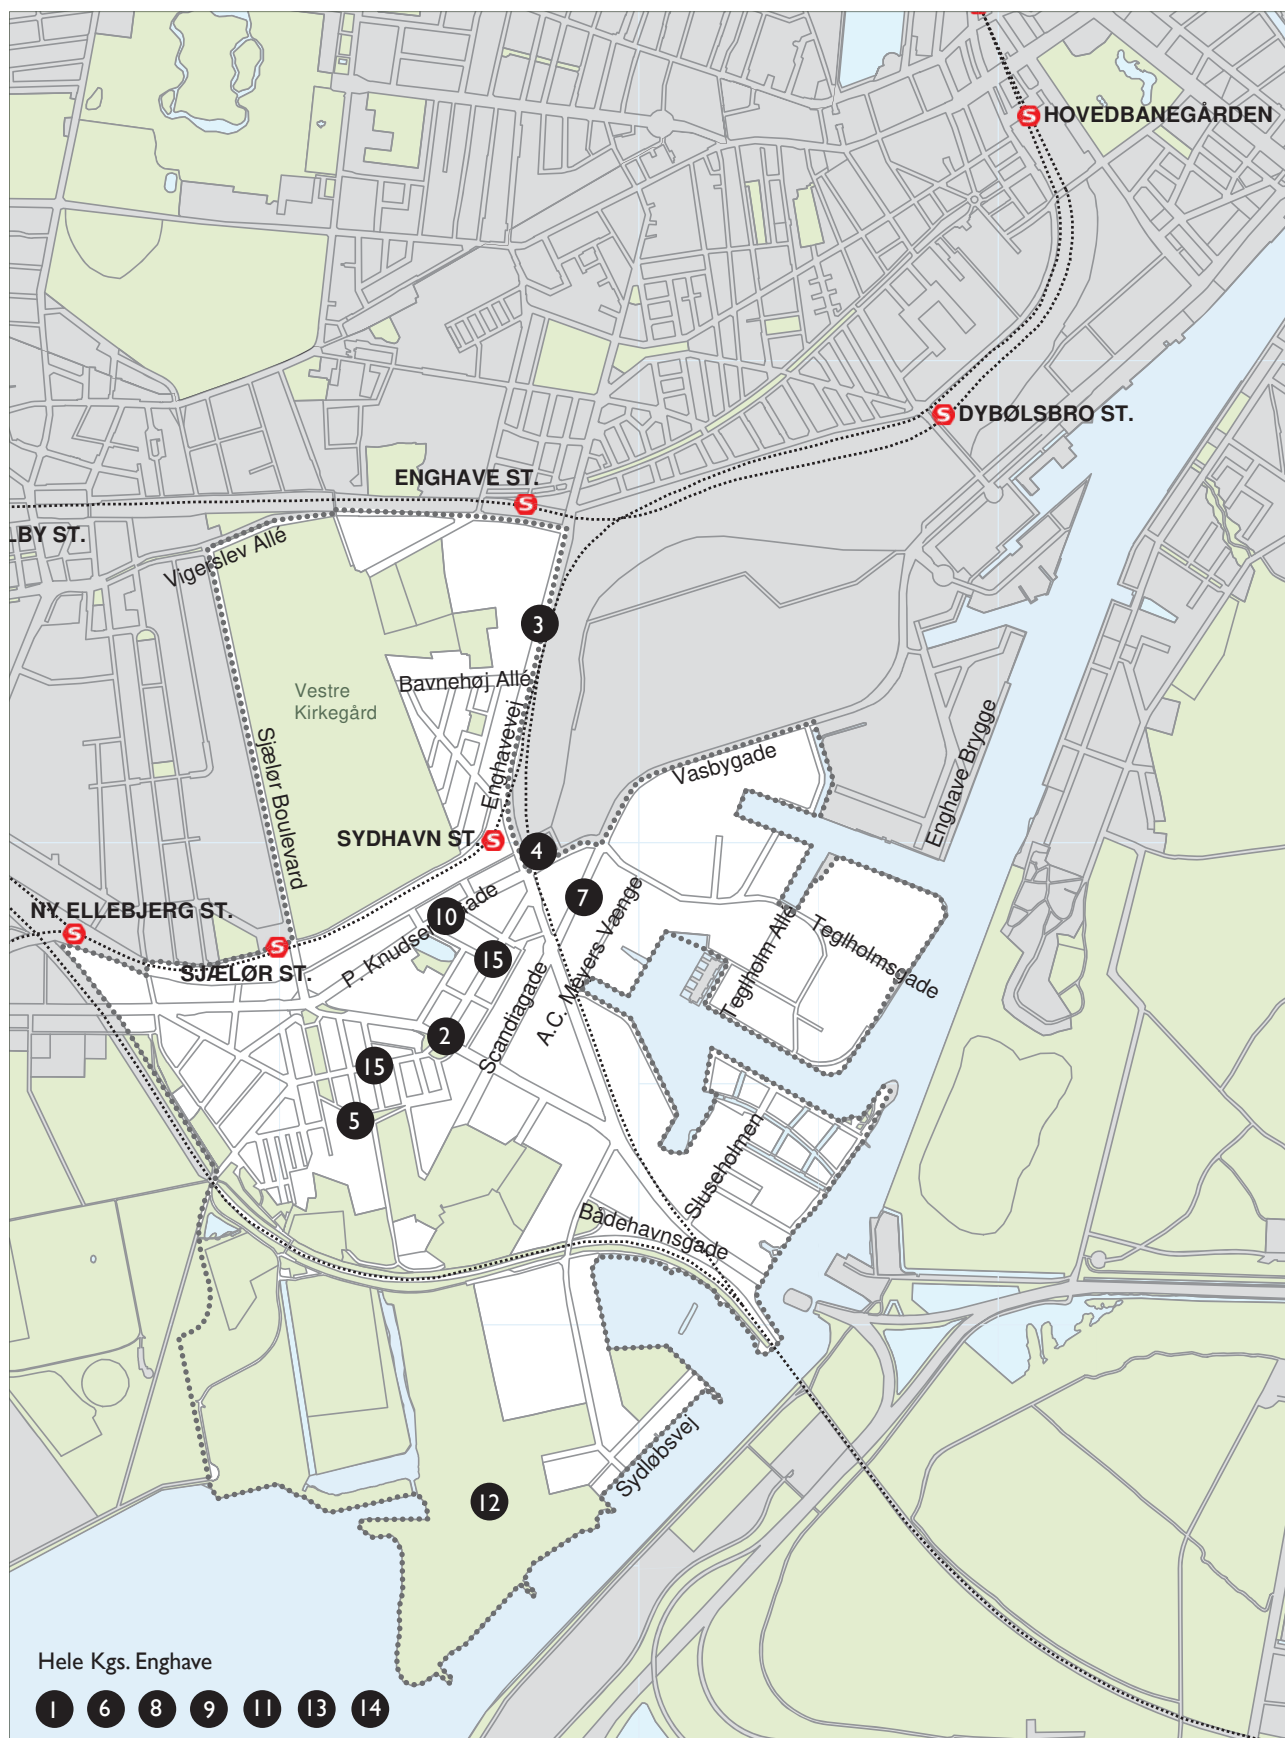 S HOVEDBANEGÅRDEN
S DYBØLSBRO ST.
ENGHAVE ST.
S
LBY ST.
Vigerslev Allé
3
Bavnehøj Allé
Vestre
Kirkegård
Enghavevej
Sjælør Boulevard
Vasbygade
Enghave Brygge
SYDHAVN ST. S
4
7
10
NY ELLEBJERG ST.
S
S
SJÆLØR ST.
P. Knudsens Gade
15
Scandiagade
A.C. Meyers Vænge
Teglholm Allé
Teglholmsgade
2
15
5
Sluseholmen
Bådehavnsgade
Sydløbsvej
12
Hele Kgs. Enghave
1 6 8 9 11 13 14